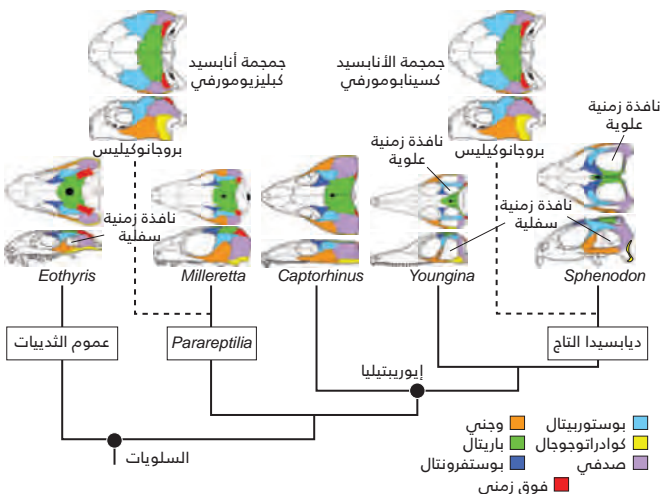 جمجمة أنابسيد
كبليزيومورفي
جمجمة الأنابسيد
كسينابومورفي
بروجانوكيليس
بروجانوكيليس
نافذة زمنية
علوية
نافذة زمنية
علوية
نافذة زمنية
سفلية
نافذة زمنية
سفلية
Eothyris
Milleretta
Captorhinus
Youngina
Sphenodon
عموم الثدييات
Parareptilia
ديابسيدا التاج
إيوريبتيليا
السلويات
بوستوربيتال
وجني
كوادراتوجوجال
باريتال
صدفي
بوستفرونتال
فوق زمني